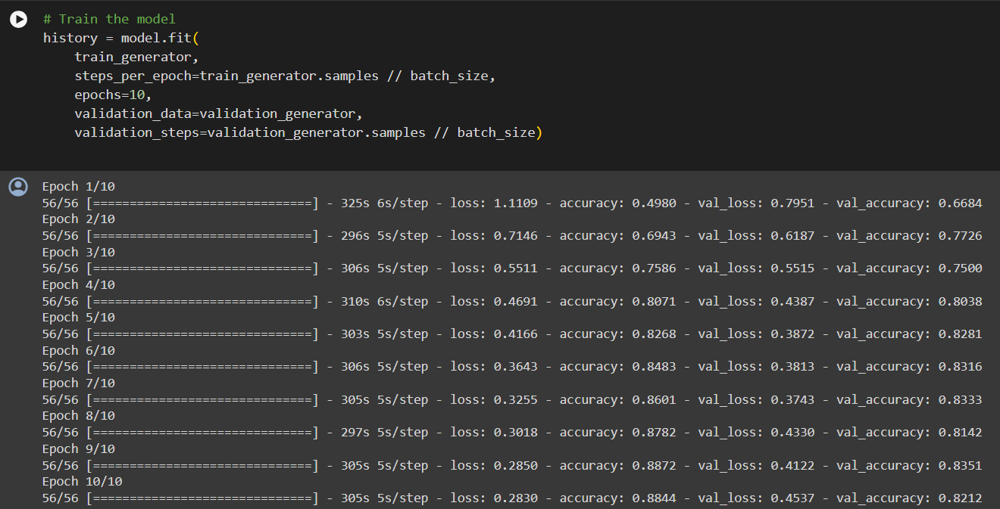 # Train the model
history = model.fit(
    train_generator,
    steps_per_epoch=train_generator.samples // batch_size,
    epochs=10,
    validation_data=validation_generator,
    validation_steps=validation_generator.samples // batch_size)
Epoch 1/10
56/56 [==============================] - 325s 6s/step - loss: 1.1109 - accuracy: 0.4980 - val_loss: 0.7951 - val_accuracy: 0.6684
Epoch 2/10
56/56 [==============================] - 296s 5s/step - loss: 0.7146 - accuracy: 0.6943 - val_loss: 0.6187 - val_accuracy: 0.7726
Epoch 3/10
56/56 [==============================] - 306s 5s/step - loss: 0.5511 - accuracy: 0.7586 - val_loss: 0.5515 - val_accuracy: 0.7500
Epoch 4/10
56/56 [==============================] - 310s 6s/step - loss: 0.4691 - accuracy: 0.8071 - val_loss: 0.4387 - val_accuracy: 0.8038
Epoch 5/10
56/56 [==============================] - 303s 5s/step - loss: 0.4166 - accuracy: 0.8268 - val_loss: 0.3872 - val_accuracy: 0.8281
Epoch 6/10
56/56 [==============================] - 306s 5s/step - loss: 0.3643 - accuracy: 0.8483 - val_loss: 0.3813 - val_accuracy: 0.8316
Epoch 7/10
56/56 [==============================] - 305s 5s/step - loss: 0.3255 - accuracy: 0.8601 - val_loss: 0.3743 - val_accuracy: 0.8333
Epoch 8/10
56/56 [==============================] - 297s 5s/step - loss: 0.3018 - accuracy: 0.8782 - val_loss: 0.4330 - val_accuracy: 0.8142
Epoch 9/10
56/56 [==============================] - 305s 5s/step - loss: 0.2850 - accuracy: 0.8872 - val_loss: 0.4122 - val_accuracy: 0.8351
Epoch 10/10
56/56 [==============================] - 305s 5s/step - loss: 0.2830 - accuracy: 0.8844 - val_loss: 0.4537 - val_accuracy: 0.8212